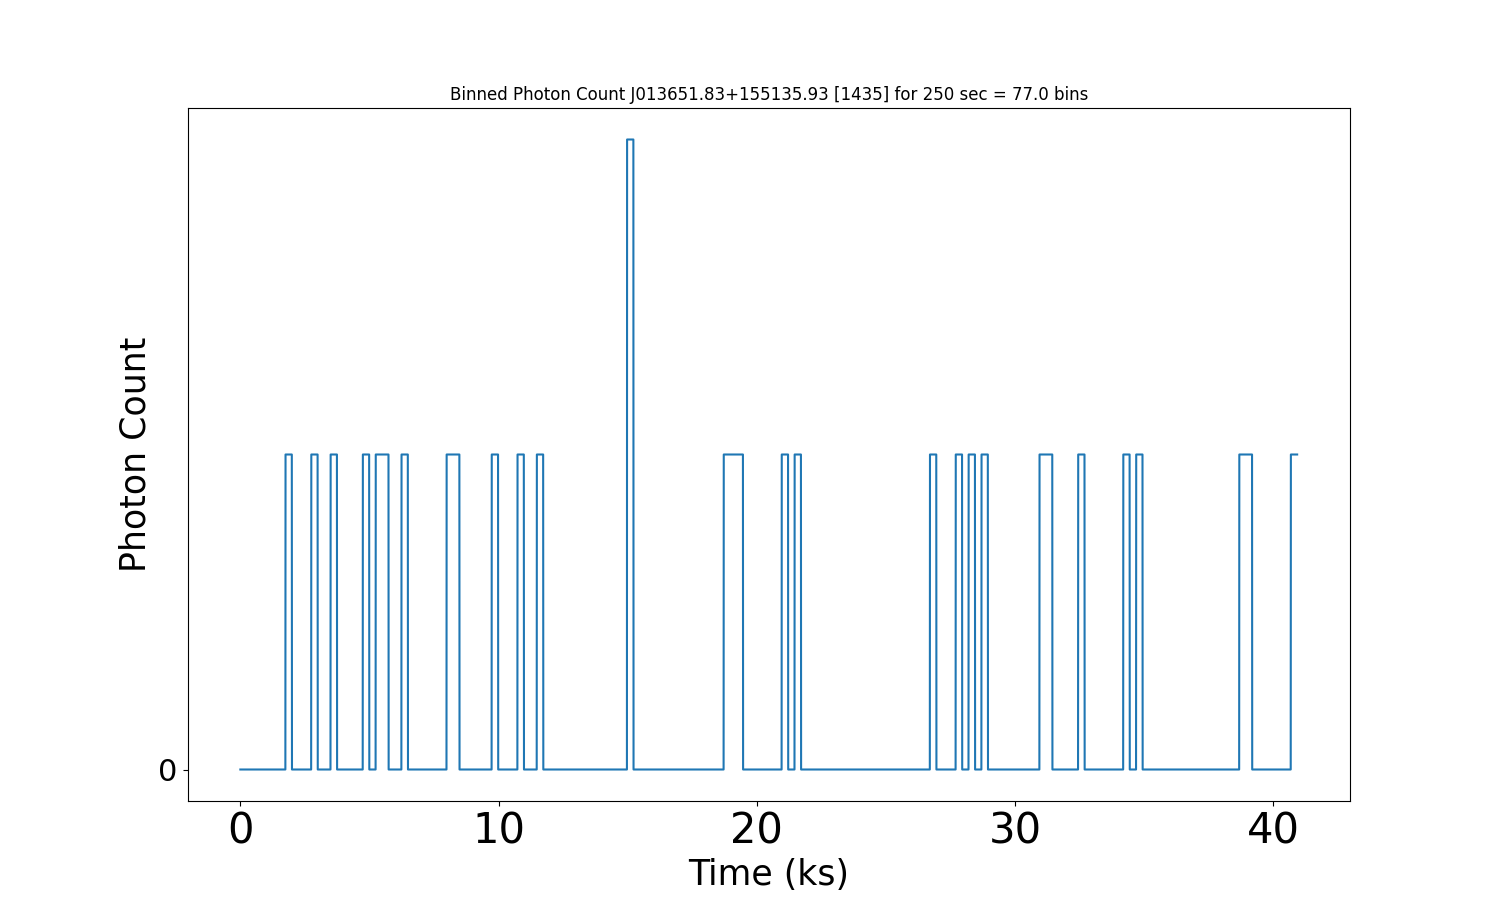 Binned Photon Count J013651.83+155135.93 [1435] for 250 sec = 77.0 bins
Photon Count
0
0 10 20 30 40
Time (ks)